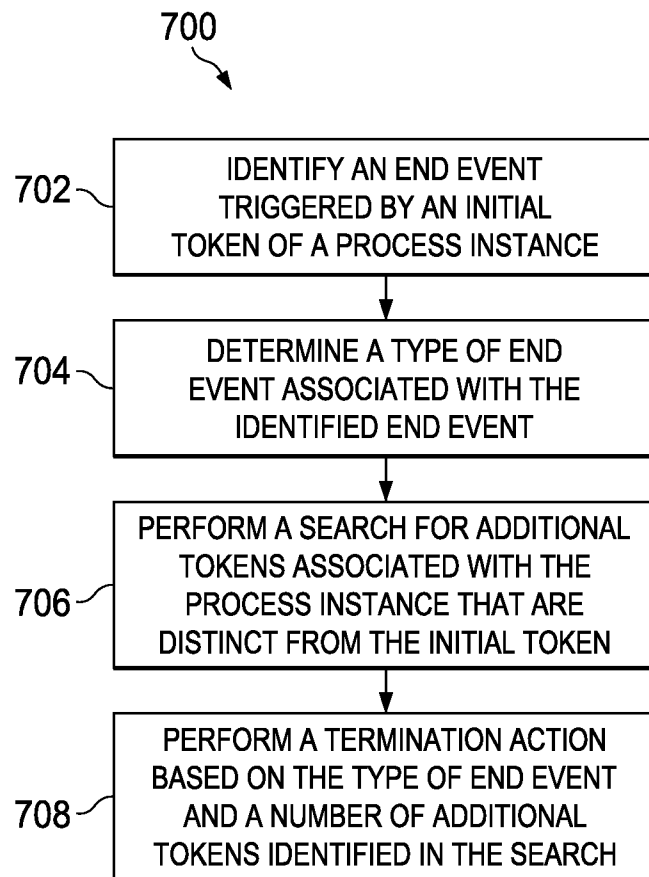 700
702
IDENTIFY AN END EVENT
TRIGGERED BY AN INITIAL
TOKEN OF A PROCESS INSTANCE
704
DETERMINE A TYPE OF END
EVENT ASSOCIATED WITH THE
IDENTIFIED END EVENT
706
PERFORM A SEARCH FOR ADDITIONAL
TOKENS ASSOCIATED WITH THE
PROCESS INSTANCE THAT ARE
DISTINCT FROM THE INITIAL TOKEN
708
PERFORM A TERMINATION ACTION
BASED ON THE TYPE OF END EVENT
AND A NUMBER OF ADDITIONAL
TOKENS IDENTIFIED IN THE SEARCH